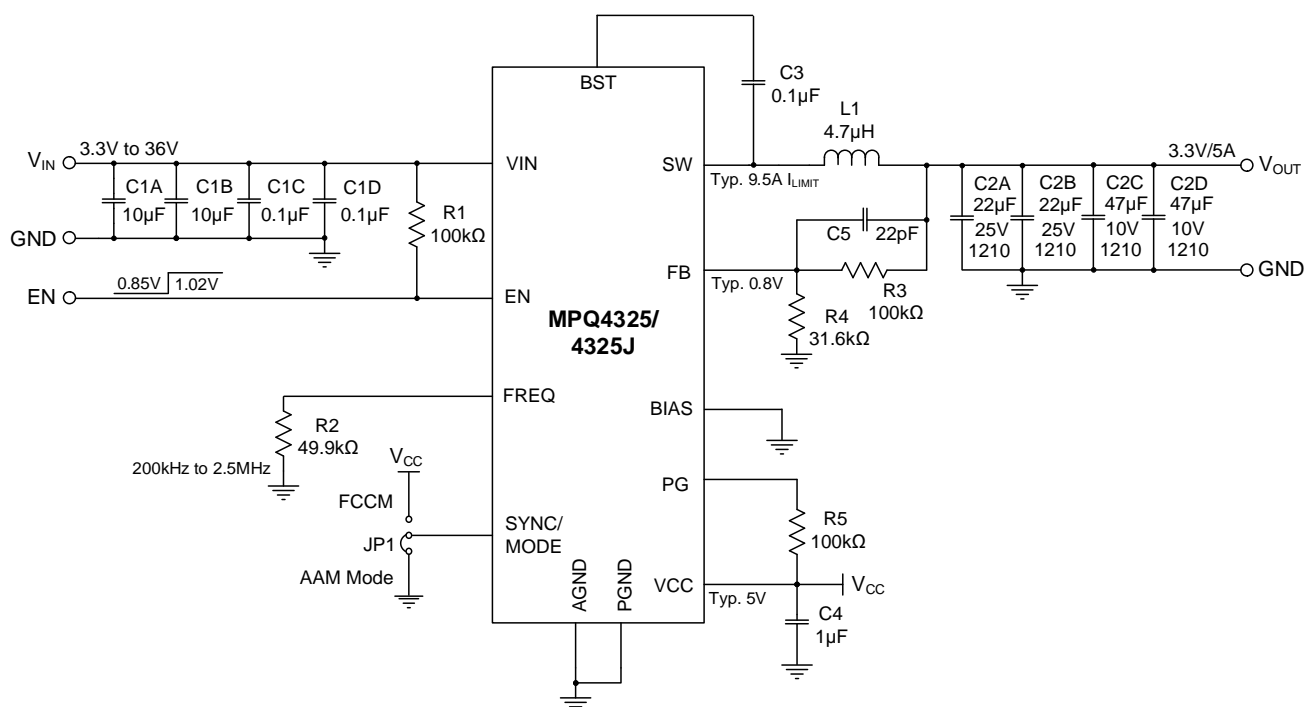 BST
C3
0.1µF
L1
4.7µH
VIN 3.3V to 36V
VIN
SW
Typ. 9.5A ILIMIT
3.3V/5A VOUT
C1A
10µF
C1B
10µF
C1C
0.1µF
C1D
0.1µF
R1
100kΩ
GND
EN
0.85V 1.02V
EN
C2A
22µF
25V
1210
C2B
22µF
25V
1210
C2C
47µF
10V
1210
C2D
47µF
10V
1210
GND
C5 22pF
FB
Typ. 0.8V
R3
100kΩ
R4
31.6kΩ
MPQ4325/
4325J
FREQ
R2
49.9kΩ
200kHz to 2.5MHz
BIAS
VCC
FCCM
JP1
AAM Mode
SYNC/
MODE
PG
R5
100kΩ
VCC
Typ. 5V
VCC
C4
1µF
AGND
PGND